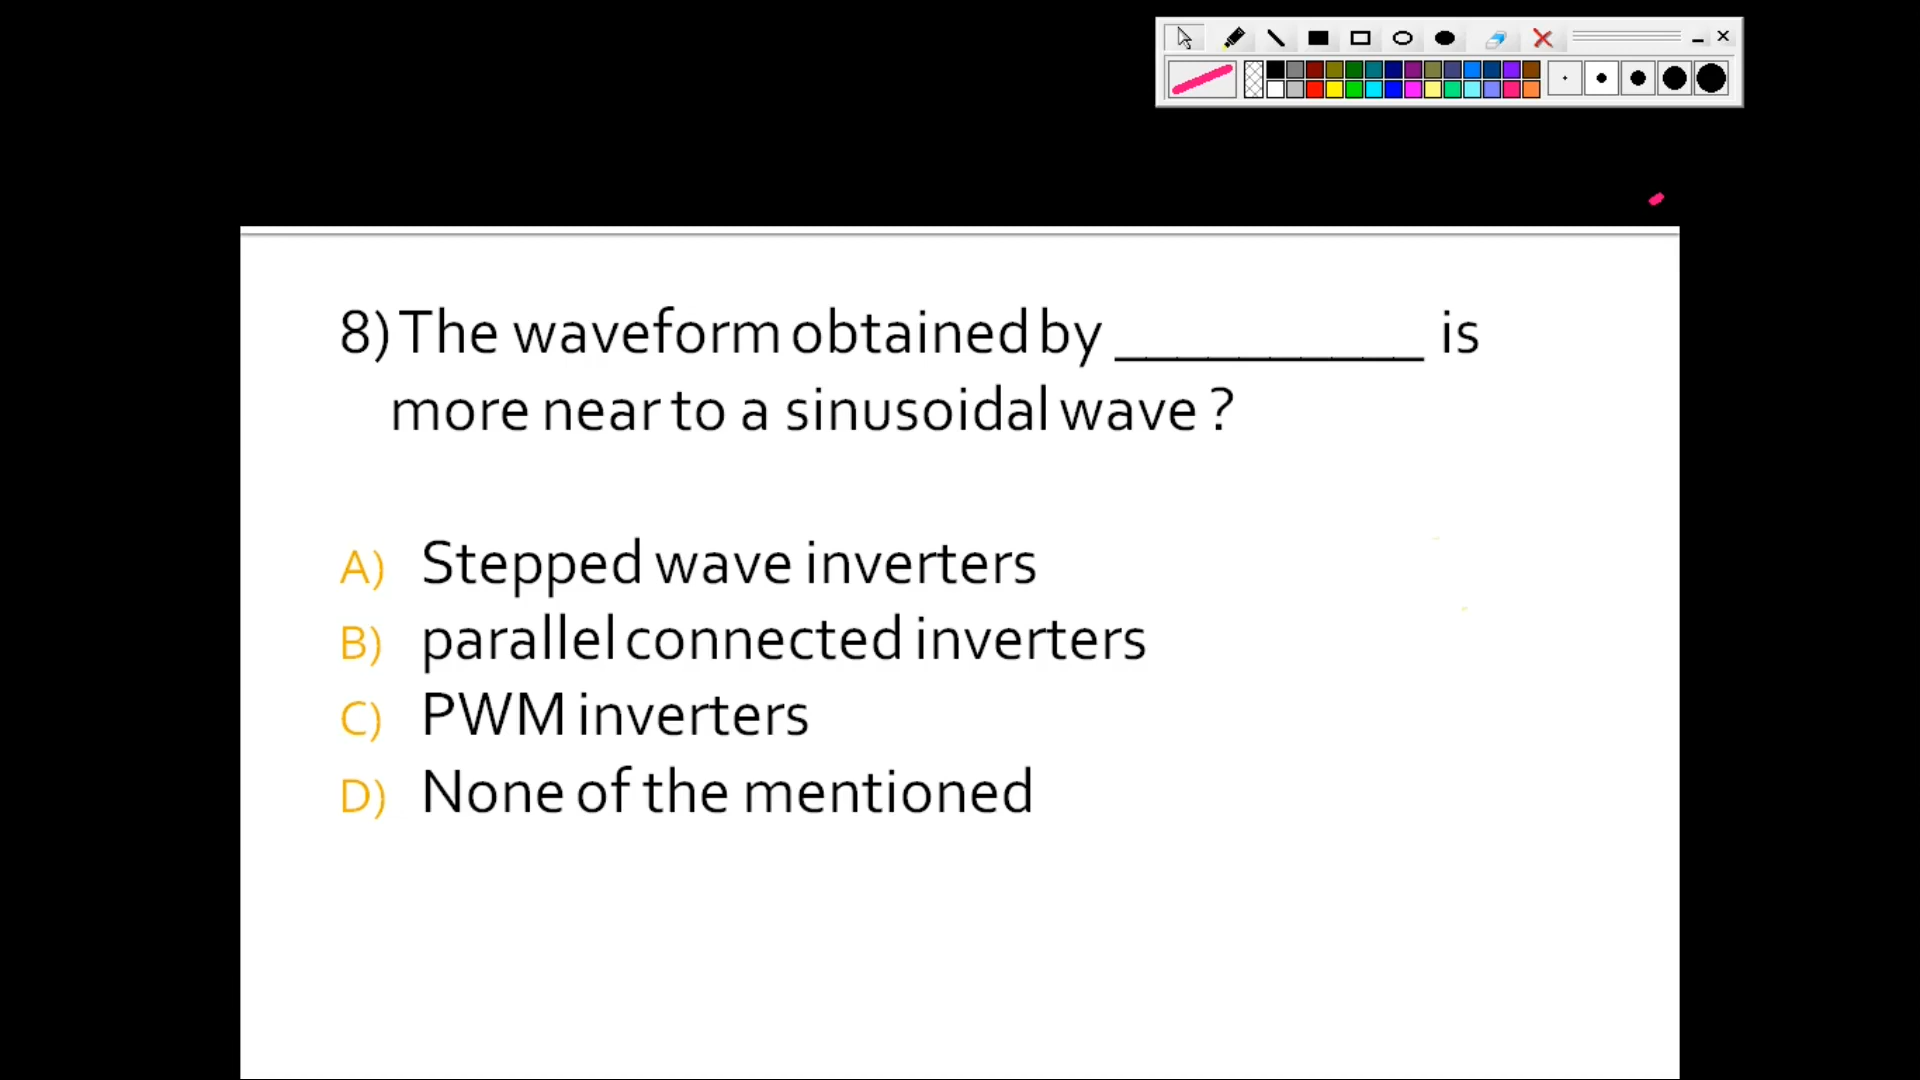 8) The waveform obtained by __________ is
more near to a sinusoidal wave ?
A) Stepped wave inverters
B) parallel connected inverters
C) PWM inverters
D) None of the mentioned